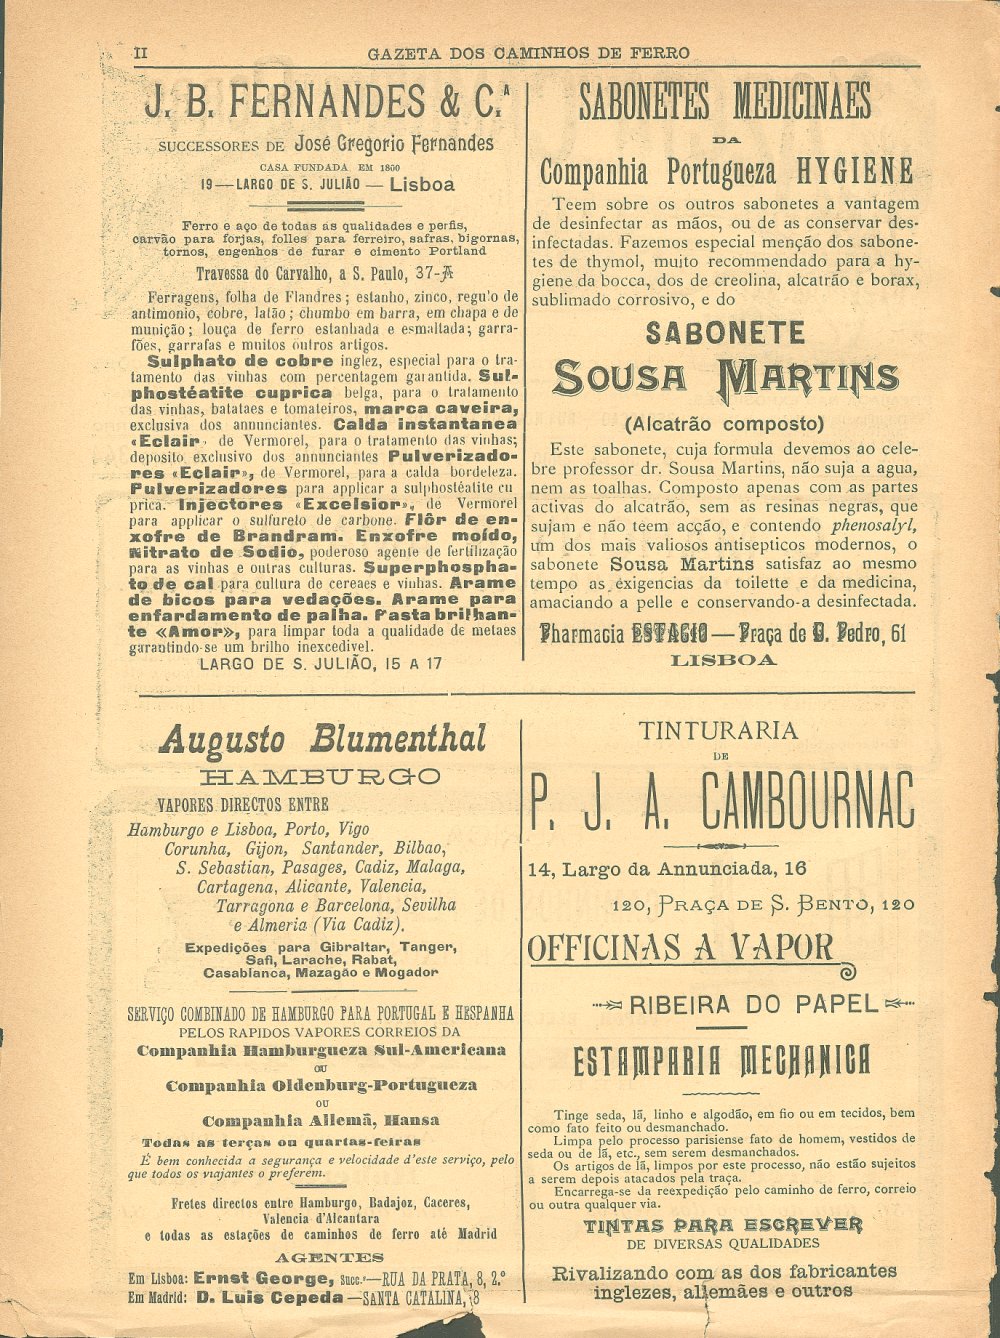 II
GAZETA DOS CAMINHOS DE FERRO
J. B. FERNANDES & C.ª
SUCCESSORES DE José Gregorio Fernandes
CASA FUNDADA EM 1800
19—LARGO DE S. JULIÃO — Lisboa
Ferro e aço de todas as qualidades e perfis,
carvão para forjas, folles para ferreiro, safras, bigornas,
tornos, engenhos de furar e cimento Portland
Travessa do Carvalho, a S. Paulo, 37-A
Ferragens, folha de Flandres; estanho, zinco, regulo de
antimonio, cobre, latão; chumbo em barra, em chapa e de
munição; louça de ferro estanhada e esmaltada; garra-
fões, garrafas e muitos outros artigos.
Sulphato de cobre inglez, especial para o tra-
tamento das vinhas com percentagem garantida. Sul-
phostéatite cuprica belga, para o tratamento
das vinhas, batataes e tomateiros, marca caveira,
exclusiva dos annunciantes. Calda instantanea
«Eclair» de Vermorel, para o tratamento das vinhas;
deposito exclusivo dos annunciantes Pulverizado-
res «Eclair», de Vermorel, para a calda bordeleza.
Pulverizadores para applicar a sulphostéatite cu
prica. Injectores «Excelsior», de Vermorel
para applicar o sulfureto de carbone. Flôr de en-
xofre de Brandram. Enxofre moído,
Nitrato de Sodio, poderoso agente de fertilização
para as vinhas e outras culturas. Superphospha-
to de cal para cultura de cereaes e vinhas. Arame
de bicos para vedações. Arame para
enfardamento de palha. Pasta brilhan-
te «Amor», para limpar toda a qualidade de metaes
garantindo-se um brilho inexcedivel.
LARGO DE S. JULIÃO, 15 A 17
SABONETES MEDICINAES
DA
Companhia Portugueza HYGIENE
Teem sobre os outros sabonetes a vantagem
de desinfectar as mãos, ou de as conservar des-
infectadas. Fazemos especial menção dos sabone-
tes de thymol, muito recommendado para a hy-
giene da bocca, dos de creolina, alcatrão e borax,
sublimado corrosivo, e do
SABONETE
SOUSA MARTINS
(Alcatrão composto)
Este sabonete, cuja formula devemos ao cele-
bre professor dr. Sousa Martins, não suja a agua,
nem as toalhas. Composto apenas com as partes
activas do alcatrão, sem as resinas negras, que
sujam e não teem acção, e contendo phenosalyl,
um dos mais valiosos antisepticos modernos, o
sabonete Sousa Martins satisfaz ao mesmo
tempo as exigencias da toilette e da medicina,
amaciando a pelle e conservando-a desinfectada.
Pharmacia ESTACIO — Praça de D. Pedro, 61
LISBOA
Augusto Blumenthal
HAMBURGO
VAPORES DIRECTOS ENTRE
Hamburgo e Lisboa, Porto, Vigo
Corunha, Gijon, Santander, Bilbao,
S. Sebastian, Pasages, Cadiz, Malaga,
Cartagena, Alicante, Valencia,
Tarragona e Barcelona, Sevilha
e Almeria (Via Cadiz).
Expedições para Gibraltar, Tanger,
Safi, Larache, Rabat,
Casablanca, Mazagão e Mogador
SERVIÇO COMBINADO DE HAMBURGO PARA PORTUGAL E HESPANHA
PELOS RAPIDOS VAPORES CORREIOS DA
Companhia Hamburgueza Sul-Americana
OU
Companhia Oldenburg-Portugueza
OU
Companhia Allemã, Hansa
Todas as terças ou quartas-feiras
É bem conhecida a segurança e velocidade d'este serviço, pelo
que todos os viajantes o preferem.
Fretes directos entre Hamburgo, Badajoz, Caceres,
Valencia d'Alcantara
e todas as estações de caminhos de ferro até Madrid
AGENTES
Em Lisboa: Ernst George, Succ.r—RUA DA PRATA, 8, 2.º
Em Madrid: D. Luis Cepeda—SANTA CATALINA, 8
TINTURARIA
DE
P. J. A. CAMBOURNAC
14, Largo da Annunciada, 16
120, PRAÇA DE S. BENTO, 120
OFFICINAS A VAPOR
RIBEIRA DO PAPEL
ESTAMPARIA MECHANICA
Tinge seda, lã, linho e algodão, em fio ou em tecidos, bem
como fato feito ou desmanchado.
Limpa pelo processo parisiense fato de homem, vestidos de
seda ou de lã, etc., sem serem desmanchados.
Os artigos de lã, limpos por este processo, não estão sujeitos
a serem depois atacados pela traça.
Encarrega-se da reexpedição pelo caminho de ferro, correio
ou outra qualquer via.
TINTAS PARA ESCREVER
DE DIVERSAS QUALIDADES
Rivalizando com as dos fabricantes
inglezes, allemães e outros